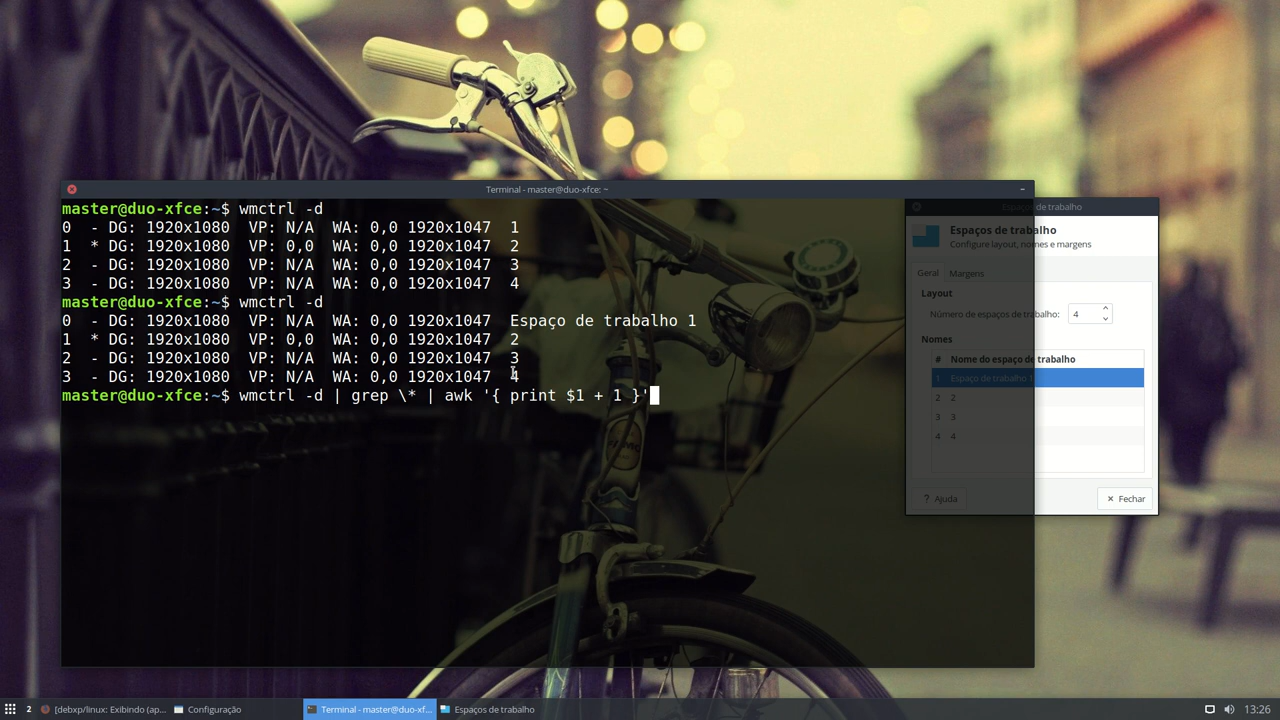 Terminal - master@duo-xfce: ~
master@duo-xfce:~$ wmctrl -d
0  - DG: 1920x1080  VP: N/A  WA: 0,0 1920x1047  1
1  * DG: 1920x1080  VP: 0,0  WA: 0,0 1920x1047  2
2  - DG: 1920x1080  VP: N/A  WA: 0,0 1920x1047  3
3  - DG: 1920x1080  VP: N/A  WA: 0,0 1920x1047  4
master@duo-xfce:~$ wmctrl -d
0  - DG: 1920x1080  VP: N/A  WA: 0,0 1920x1047  Espaço de trabalho 1
1  * DG: 1920x1080  VP: 0,0  WA: 0,0 1920x1047  2
2  - DG: 1920x1080  VP: N/A  WA: 0,0 1920x1047  3
3  - DG: 1920x1080  VP: N/A  WA: 0,0 1920x1047  4
master@duo-xfce:~$ wmctrl -d | grep \* | awk '{ print $1 + 1 }'
Espaços de trabalho
Espaços de trabalho
Configure layout, nomes e margens
Geral Margens
Layout
Número de espaços de trabalho: 4
Nomes
# Nome do espaço de trabalho
1 Espaço de trabalho 1
2 2
3 3
4 4
? Ajuda
× Fechar
2 [debxp/linux: Exibindo (ap... Configuração Terminal - master@duo-xf... Espaços de trabalho 13:26